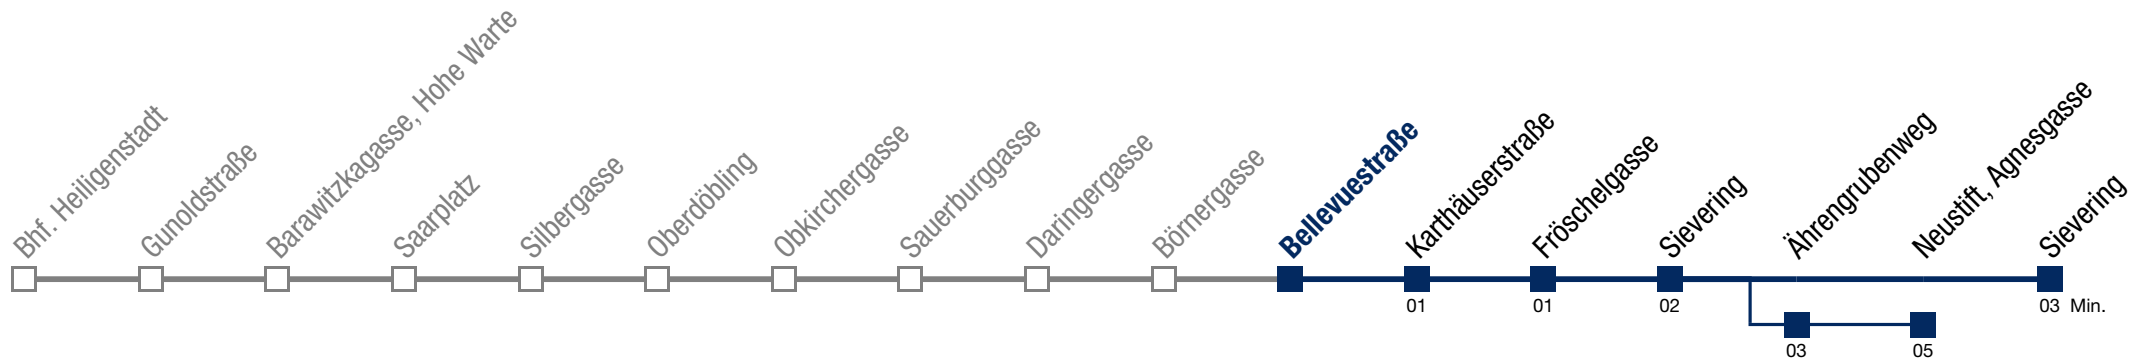 Bhf. Heiligenstadt
Gunoldstraße
Barawitzkagasse, Hohe Warte
Saarplatz
Silbergasse
Oberdöbling
Obkirchergasse
Sauerburggasse
Daringergasse
Börnergasse
Bellevuestraße
Karthäuserstraße
Fröschelgasse
Sievering
Ährengrubenweg
Neustift, Agnesgasse
Sievering
01
01
02
03 Min.
03
05